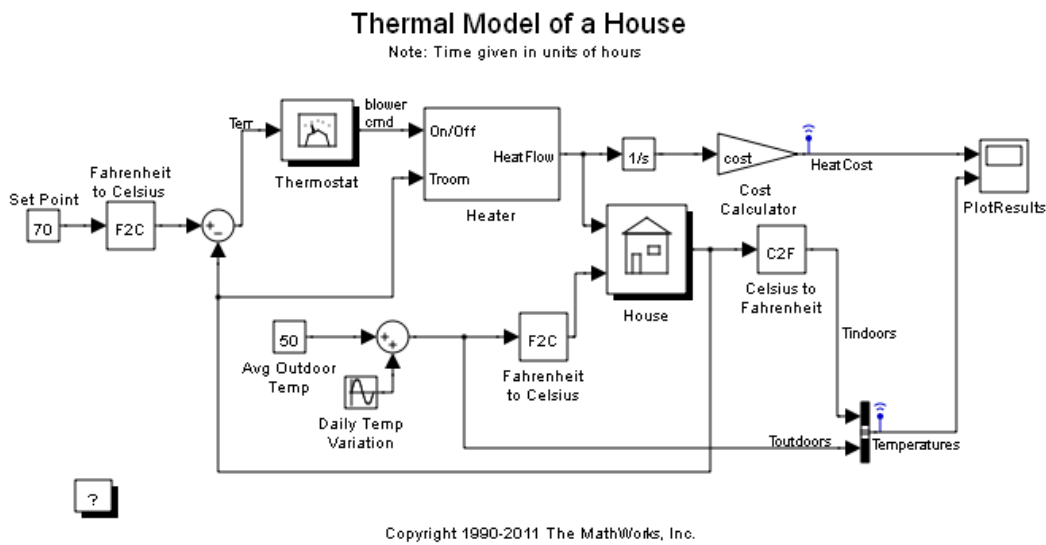 Thermal Model of a House
Note: Time given in units of hours
Terr
blower
cmd
On/Off
HeatFlow
Troom
Thermostat
Heater
1/s
cost
HeatCost
Cost
Calculator
PlotResults
Set Point
70
Fahrenheit
to Celsius
F2C
+
-
House
C2F
Celsius to
Fahrenheit
Tindoors
50
Avg Outdoor
Temp
+
+
F2C
Fahrenheit
to Celsius
Daily Temp
Variation
Toutdoors
Temperatures
?
Copyright 1990-2011 The MathWorks, Inc.